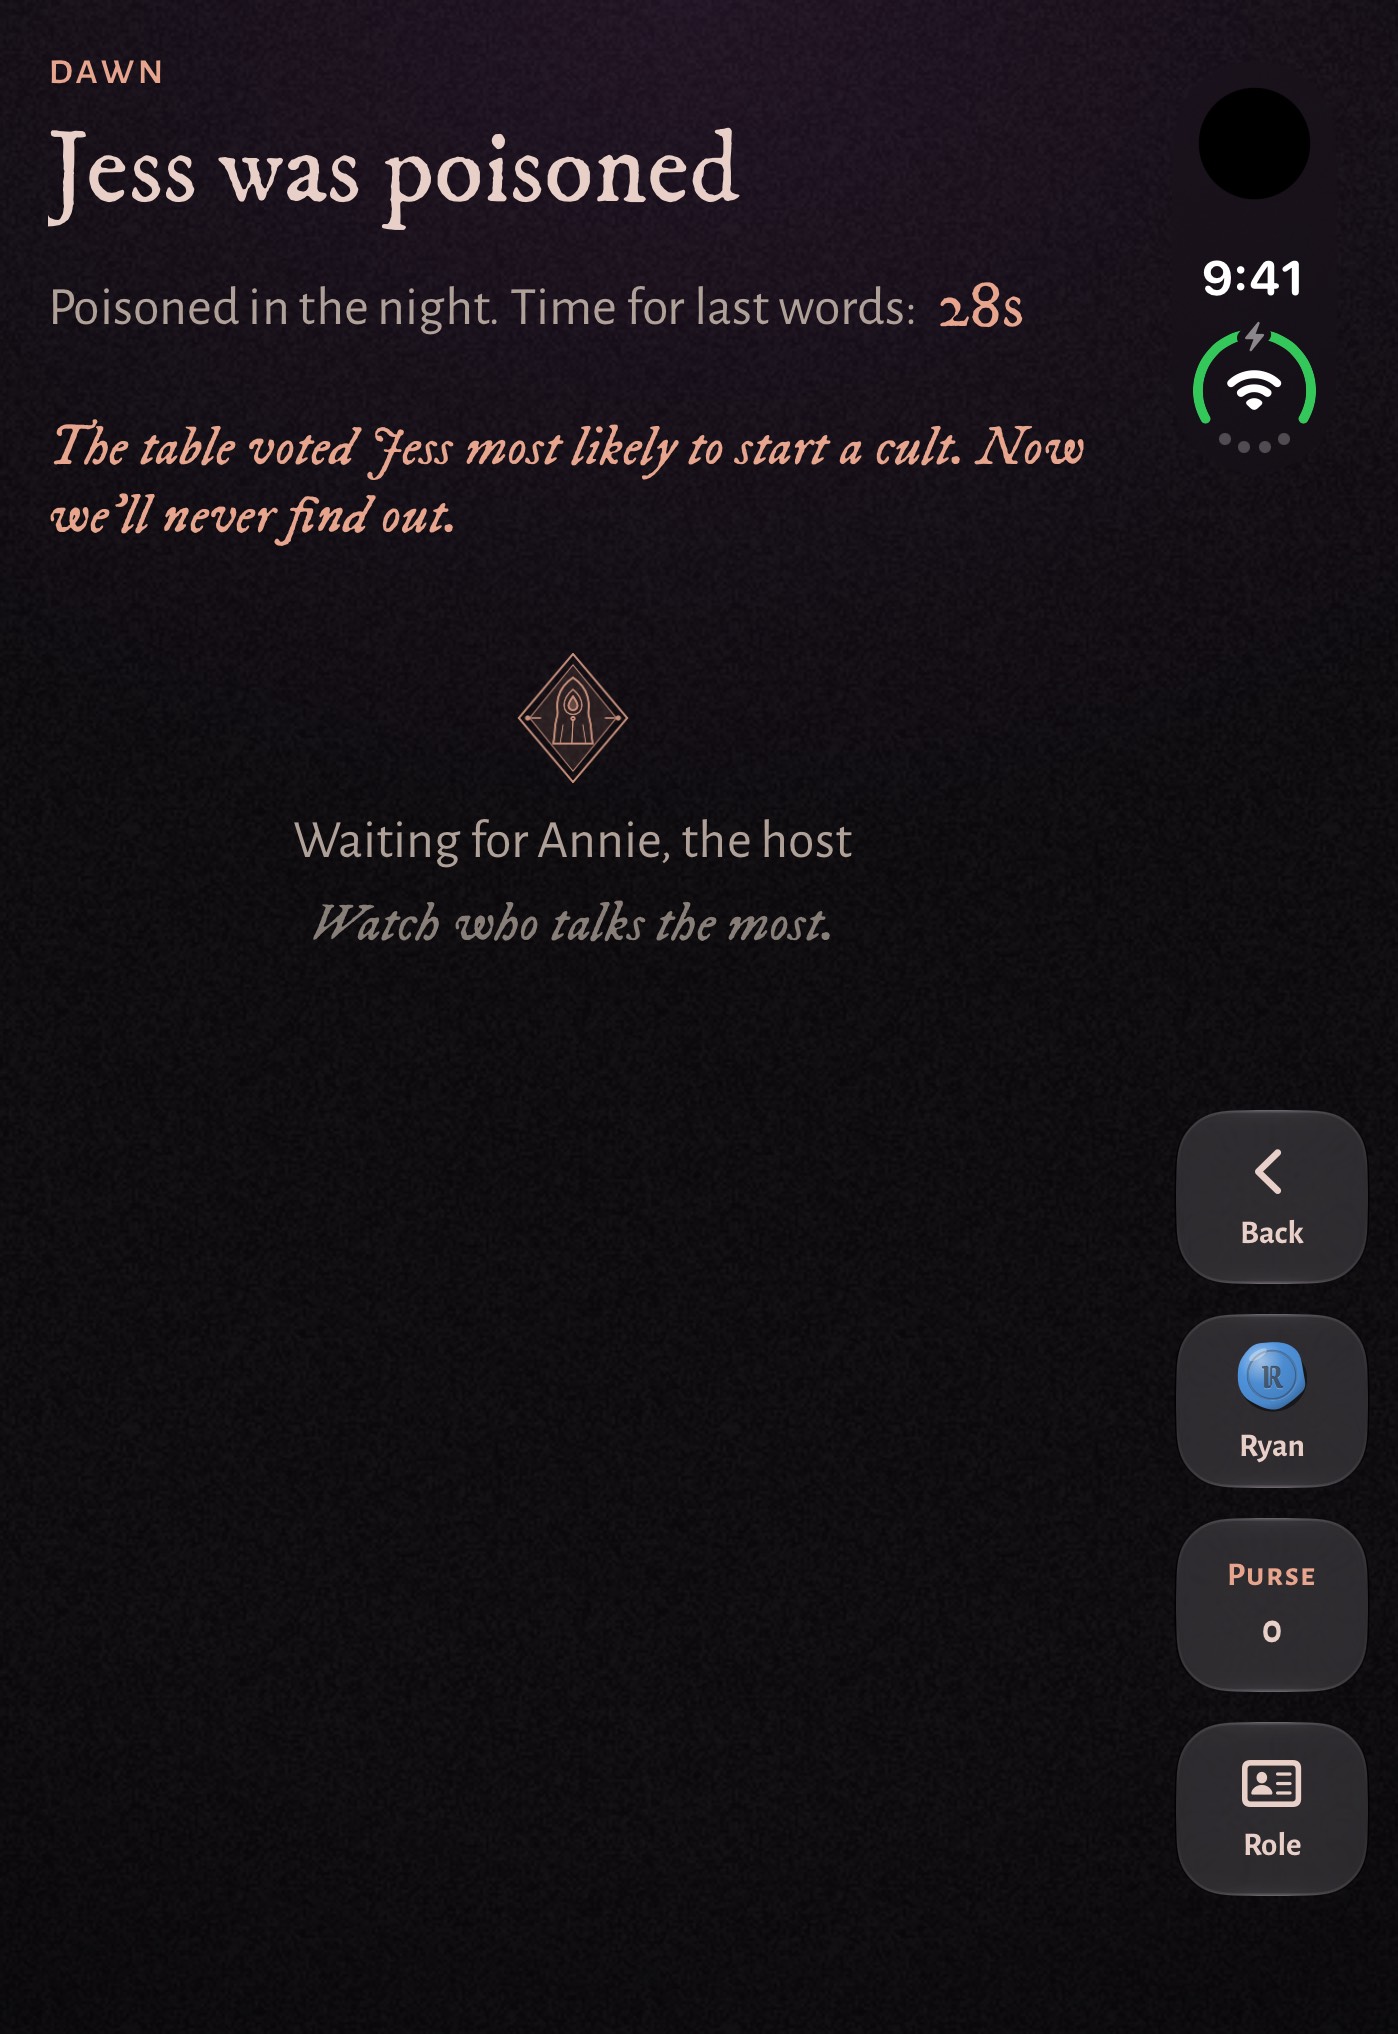 DAWN
Jess was poisoned
9:41
Poisoned in the night. Time for last words: 28s
The table voted Jess most likely to start a cult. Now
we’ll never find out.
Waiting for Annie, the host
Watch who talks the most.
Back
R
Ryan
PURSE
0
Role